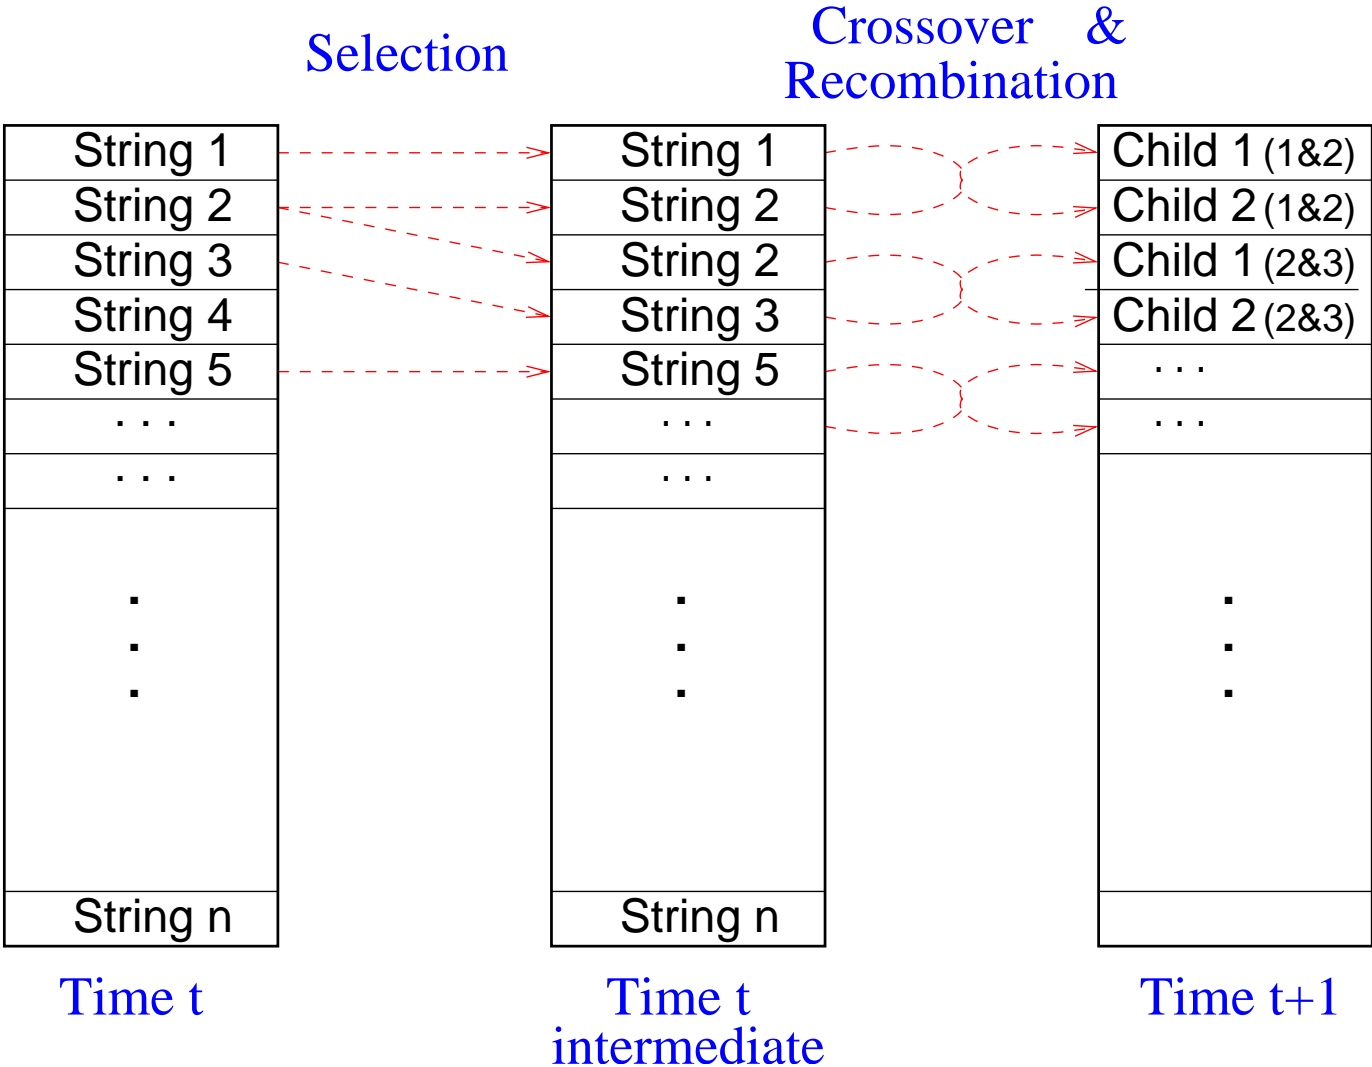 Selection
Crossover &
Recombination
String 1
String 2
String 3
String 4
String 5
. . .
. . .
String n
Time t
String 1
String 2
String 2
String 3
String 5
. . .
. . .
String n
Time t
intermediate
Child 1 (1&2)
Child 2 (1&2)
Child 1 (2&3)
Child 2 (2&3)
. . .
. . .
Time t+1